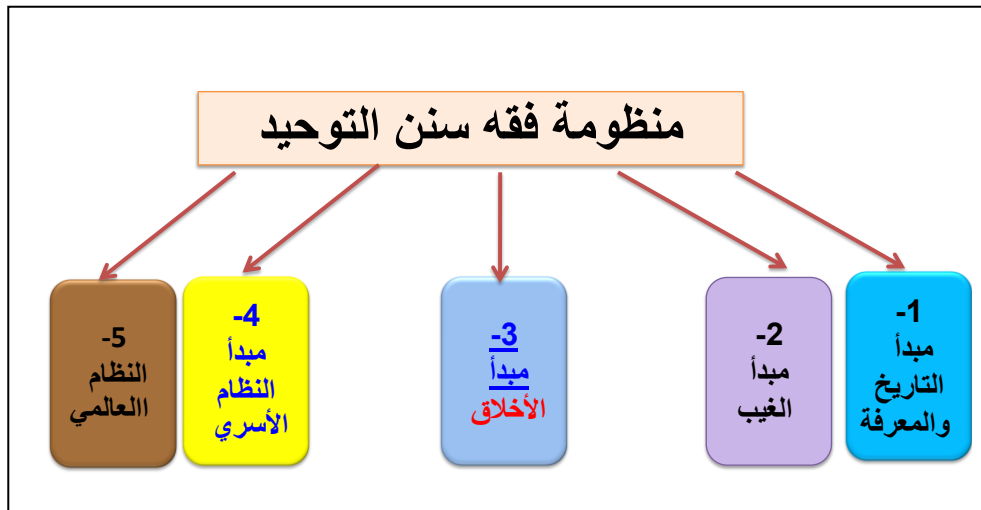 منظومة فقه سنن التوحيد
1-
مبدأ
التاريخ
والمعرفة
2-
مبدأ
الغيب
3-
مبدأ
الأخلاق
4-
مبدأ
النظام
الأسري
5-
النظام
االعالمي